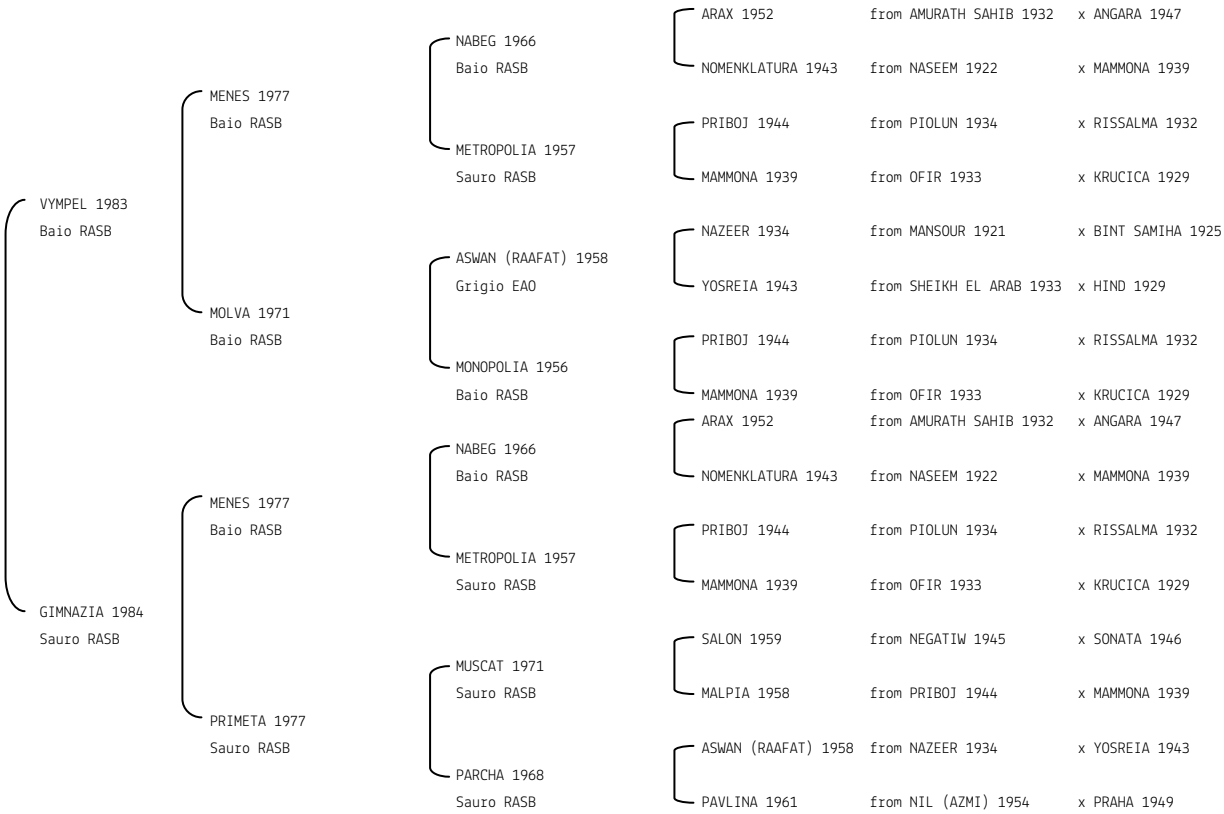 ARAX 1952 from AMURATH SAHIB 1932 x ANGARA 1947
NABEG 1966
Baio RASB NOMENKLATURA 1943 from NASEEM 1922 x MAMMONA 1939
MENES 1977
Baio RASB PRIBOJ 1944 from PIOLUN 1934 x RISSALMA 1932
METROPOLIA 1957
Sauro RASB MAMMONA 1939 from OFIR 1933 x KRUCICA 1929
VYMPEL 1983
Baio RASB NAZEER 1934 from MANSOUR 1921 x BINT SAMIHA 1925
ASWAN (RAAFAT) 1958
Grigio EAO YOSREIA 1943 from SHEIKH EL ARAB 1933 x HIND 1929
MOLVA 1971
Baio RASB PRIBOJ 1944 from PIOLUN 1934 x RISSALMA 1932
MONOPOLIA 1956
Baio RASB MAMMONA 1939 from OFIR 1933 x KRUCICA 1929
ARAX 1952 from AMURATH SAHIB 1932 x ANGARA 1947
NABEG 1966
Baio RASB NOMENKLATURA 1943 from NASEEM 1922 x MAMMONA 1939
MENES 1977
Baio RASB PRIBOJ 1944 from PIOLUN 1934 x RISSALMA 1932
METROPOLIA 1957
Sauro RASB MAMMONA 1939 from OFIR 1933 x KRUCICA 1929
GIMNAZIA 1984
Sauro RASB SALON 1959 from NEGATIW 1945 x SONATA 1946
MUSCAT 1971
Sauro RASB MALPIA 1958 from PRIBOJ 1944 x MAMMONA 1939
PRIMETA 1977
Sauro RASB ASWAN (RAAFAT) 1958 from NAZEER 1934 x YOSREIA 1943
PARCHA 1968
Sauro RASB PAVLINA 1961 from NIL (AZMI) 1954 x PRAHA 1949